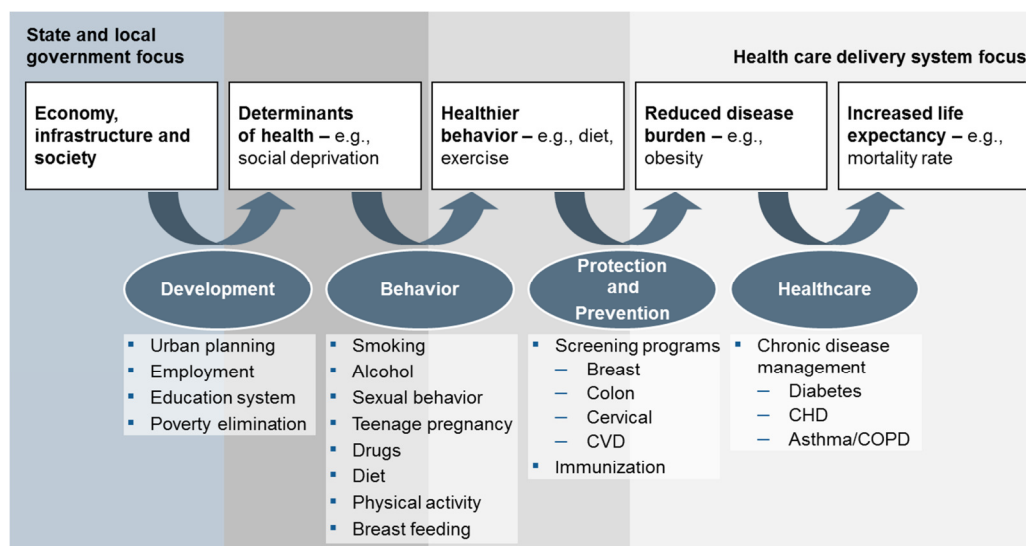 State and local
government focus
Health care delivery system focus
Economy,
infrastructure and
society
Determinants
of health – e.g.,
social deprivation
Healthier
behavior – e.g., diet,
exercise
Reduced disease
burden – e.g.,
obesity
Increased life
expectancy – e.g.,
mortality rate
Development
Behavior
Protection
and
Prevention
Healthcare
▪ Urban planning
▪ Employment
▪ Education system
▪ Poverty elimination
▪ Smoking
▪ Alcohol
▪ Sexual behavior
▪ Teenage pregnancy
▪ Drugs
▪ Diet
▪ Physical activity
▪ Breast feeding
▪ Screening programs
– Breast
– Colon
– Cervical
– CVD
▪ Immunization
▪ Chronic disease
management
– Diabetes
– CHD
– Asthma/COPD